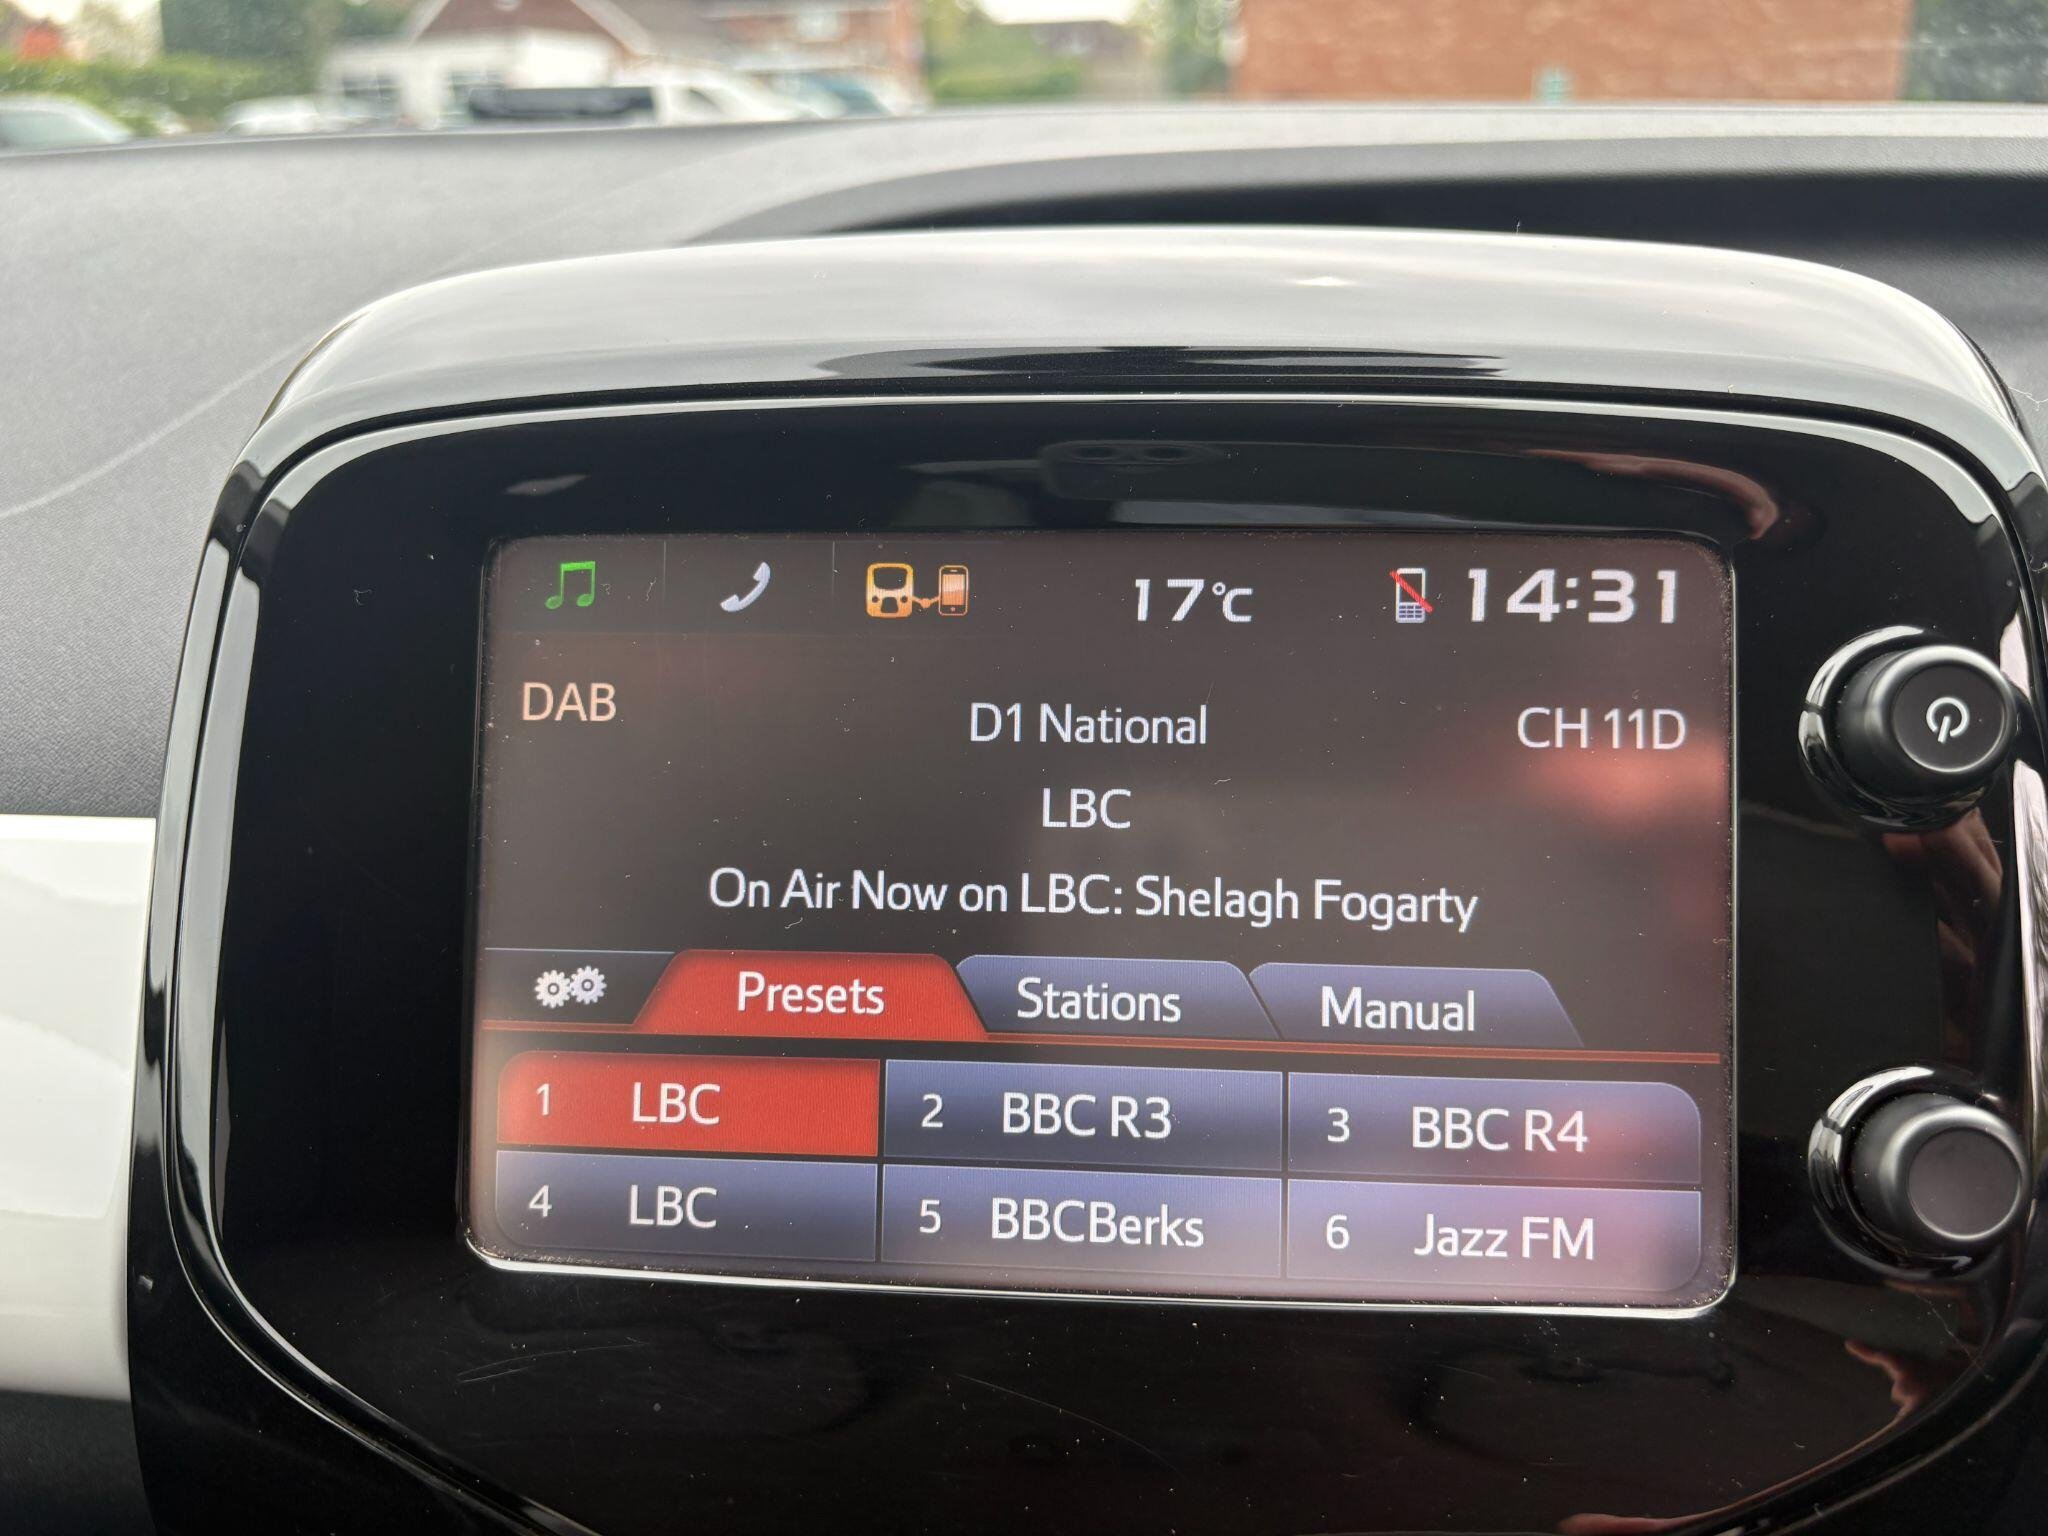 17°C 14:31
DAB D1 National CH 11D
LBC
On Air Now on LBC: Shelagh Fogarty
Presets Stations Manual
1 LBC 2 BBC R3 3 BBC R4
4 LBC 5 BBCBerks 6 Jazz FM